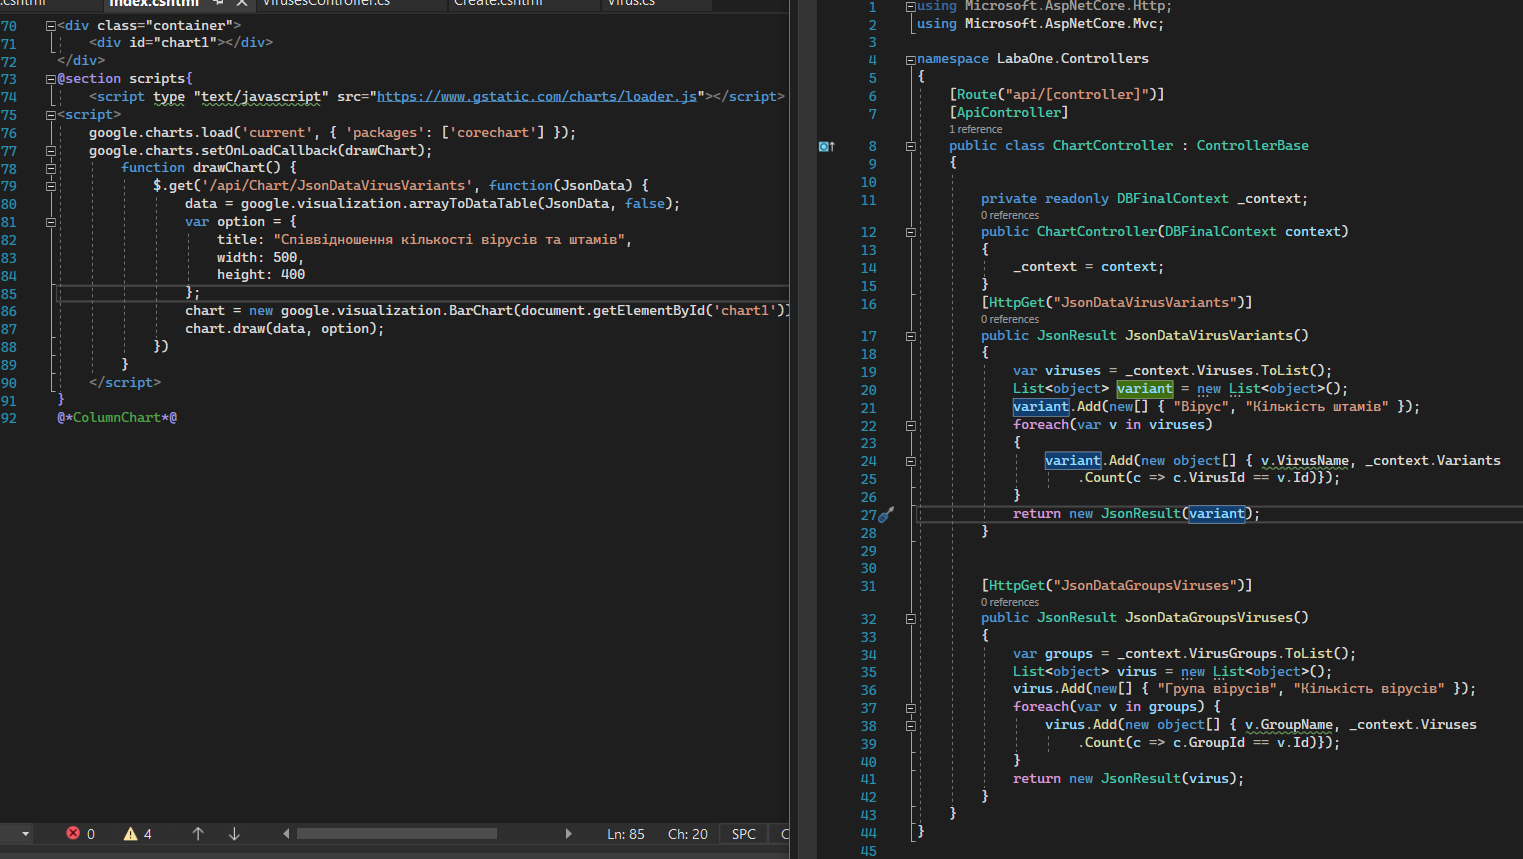 .cshtml Index.cshtml VirusesController.cs Create.cshtml Virus.cs
70 <div class="container">
71 <div id="chart1"></div>
72 </div>
73 @section scripts{
74 <script type "text/javascript" src="https://www.gstatic.com/charts/loader.js"></script>
75 <script>
76 google.charts.load('current', { 'packages': ['corechart'] });
77 google.charts.setOnLoadCallback(drawChart);
78 function drawChart() {
79 $.get('/api/Chart/JsonDataVirusVariants', function(JsonData) {
80 data = google.visualization.arrayToDataTable(JsonData, false);
81 var option = {
82 title: "Співвідношення кількості вірусів та штамів",
83 width: 500,
84 height: 400
85 };
86 chart = new google.visualization.BarChart(document.getElementById('chart1'))
87 chart.draw(data, option);
88 })
89 }
90 </script>
91 }
92 @*ColumnChart*@
0 4 Ln: 85 Ch: 20 SPC
1 using Microsoft.AspNetCore.Http;
2 using Microsoft.AspNetCore.Mvc;
3
4 namespace LabaOne.Controllers
5 {
6 [Route("api/[controller]")]
7 [ApiController]
1 reference
8 public class ChartController : ControllerBase
9 {
10
11 private readonly DBFinalContext _context;
0 references
12 public ChartController(DBFinalContext context)
13 {
14 _context = context;
15 }
16 [HttpGet("JsonDataVirusVariants")]
0 references
17 public JsonResult JsonDataVirusVariants()
18 {
19 var viruses = _context.Viruses.ToList();
20 List<object> variant = new List<object>();
21 variant.Add(new[] { "Вірус", "Кількість штамів" });
22 foreach(var v in viruses)
23 {
24 variant.Add(new object[] { v.VirusName, _context.Variants
25 .Count(c => c.VirusId == v.Id)});
26 }
27 return new JsonResult(variant);
28 }
29
30
31 [HttpGet("JsonDataGroupsViruses")]
0 references
32 public JsonResult JsonDataGroupsViruses()
33 {
34 var groups = _context.VirusGroups.ToList();
35 List<object> virus = new List<object>();
36 virus.Add(new[] { "Група вірусів", "Кількість вірусів" });
37 foreach(var v in groups) {
38 virus.Add(new object[] { v.GroupName, _context.Viruses
39 .Count(c => c.GroupId == v.Id)});
40 }
41 return new JsonResult(virus);
42 }
43 }
44 }
45